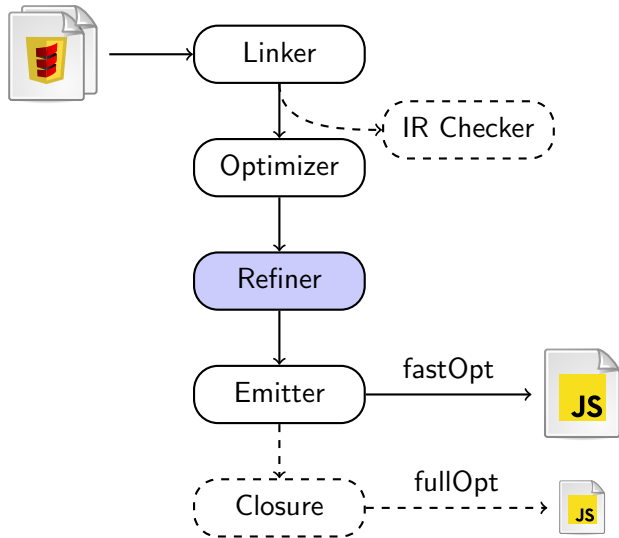 Linker
IR Checker
Optimizer
Refiner
Emitter
fastOpt
JS
Closure
fullOpt
JS